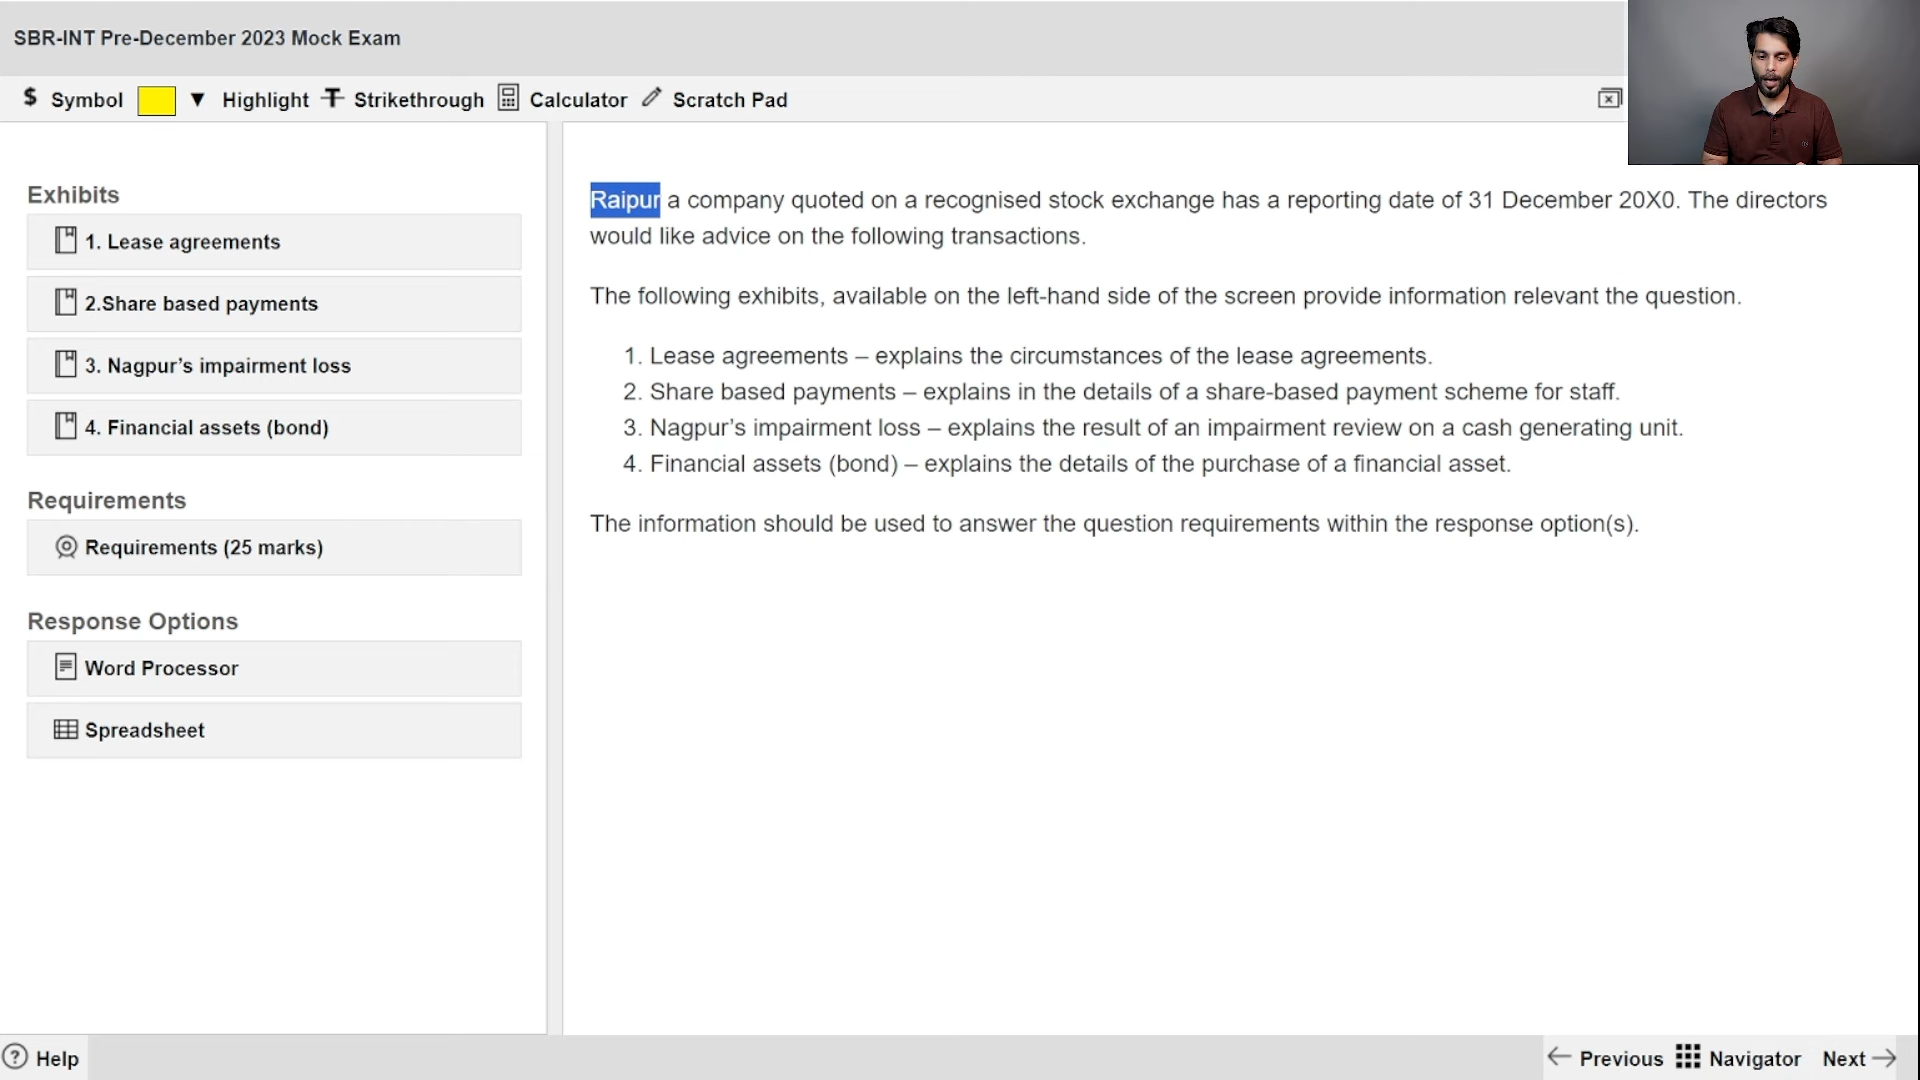 SBR-INT Pre-December 2023 Mock Exam
$ Symbol ▼ Highlight T Strikethrough Calculator Scratch Pad
Exhibits
1. Lease agreements
2.Share based payments
3. Nagpur’s impairment loss
4. Financial assets (bond)
Requirements
Requirements (25 marks)
Response Options
Word Processor
Spreadsheet
Raipur a company quoted on a recognised stock exchange has a reporting date of 31 December 20X0. The directors
would like advice on the following transactions.
The following exhibits, available on the left-hand side of the screen provide information relevant the question.
1. Lease agreements – explains the circumstances of the lease agreements.
2. Share based payments – explains in the details of a share-based payment scheme for staff.
3. Nagpur’s impairment loss – explains the result of an impairment review on a cash generating unit.
4. Financial assets (bond) – explains the details of the purchase of a financial asset.
The information should be used to answer the question requirements within the response option(s).
? Help
← Previous Navigator Next →